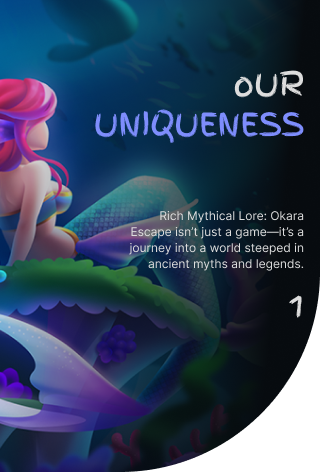 OUR
UNIQUENESS
Rich Mythical Lore: Okara
Escape isn’t just a game—it’s a
journey into a world steeped in
ancient myths and legends.
1